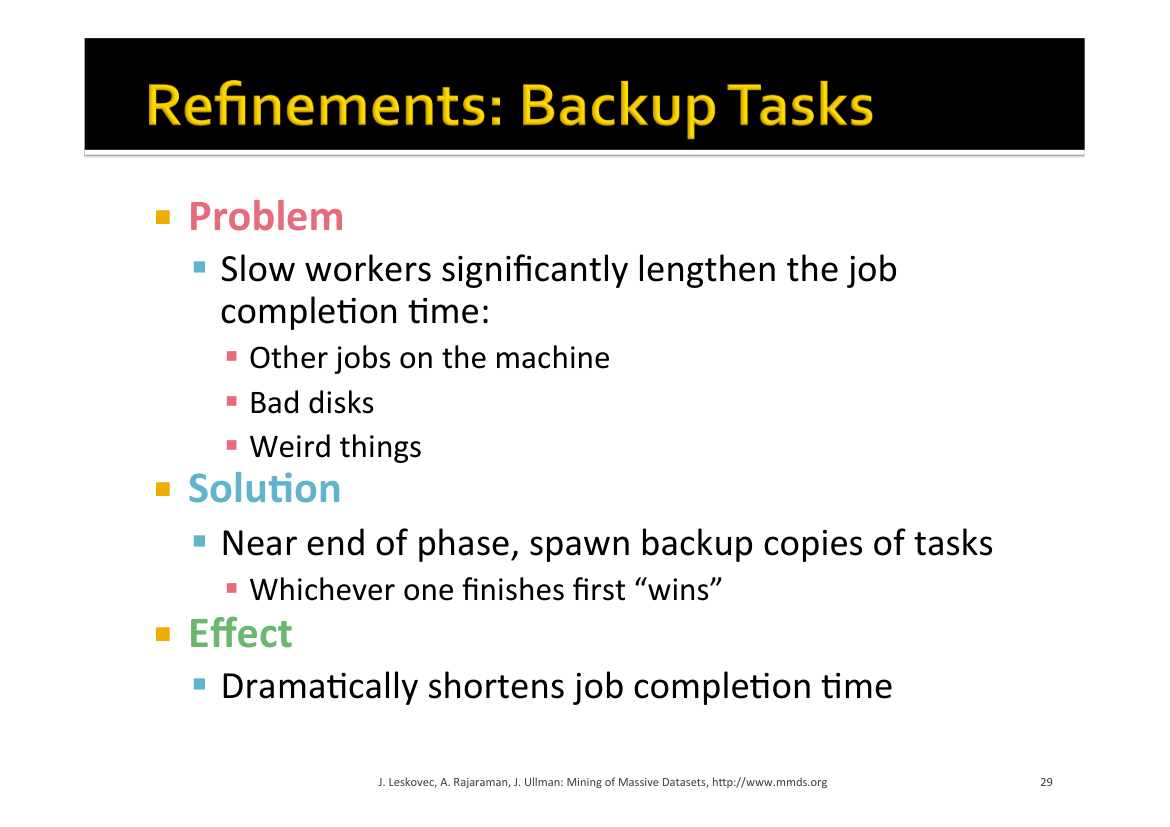 Refinements: Backup Tasks
Problem
Slow workers significantly lengthen the job
completion time:
Other jobs on the machine
Bad disks
Weird things
Solution
Near end of phase, spawn backup copies of tasks
Whichever one finishes first “wins”
Effect
Dramatically shortens job completion time
J. Leskovec, A. Rajaraman, J. Ullman: Mining of Massive Datasets, http://www.mmds.org
29